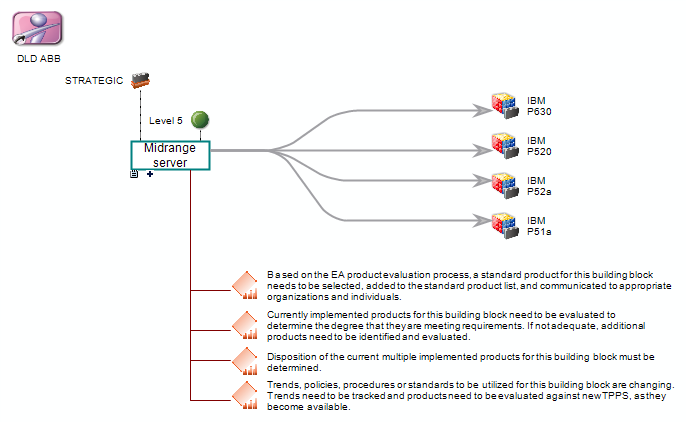 DLD ABB
STRATEGIC
Level 5
Midrange
server
IBM
P630
IBM
P520
IBM
P52a
IBM
P51a
Based on the EA product evaluation process, a standard product for this building block
needs to be selected, added to the standard product list, and communicated to appropriate
organizations and individuals.
Currently implemented products for this building block need to be evaluated to
determine the degree that they are meeting requirements. If not adequate, additional
products need to be identified and evaluated.
Disposition of the current multiple implemented products for this building block must be
determined.
Trends, policies, procedures or standards to be utilized for this building block are changing.
Trends need to be tracked and products need to be evaluated against new TPPS, as they
become available.